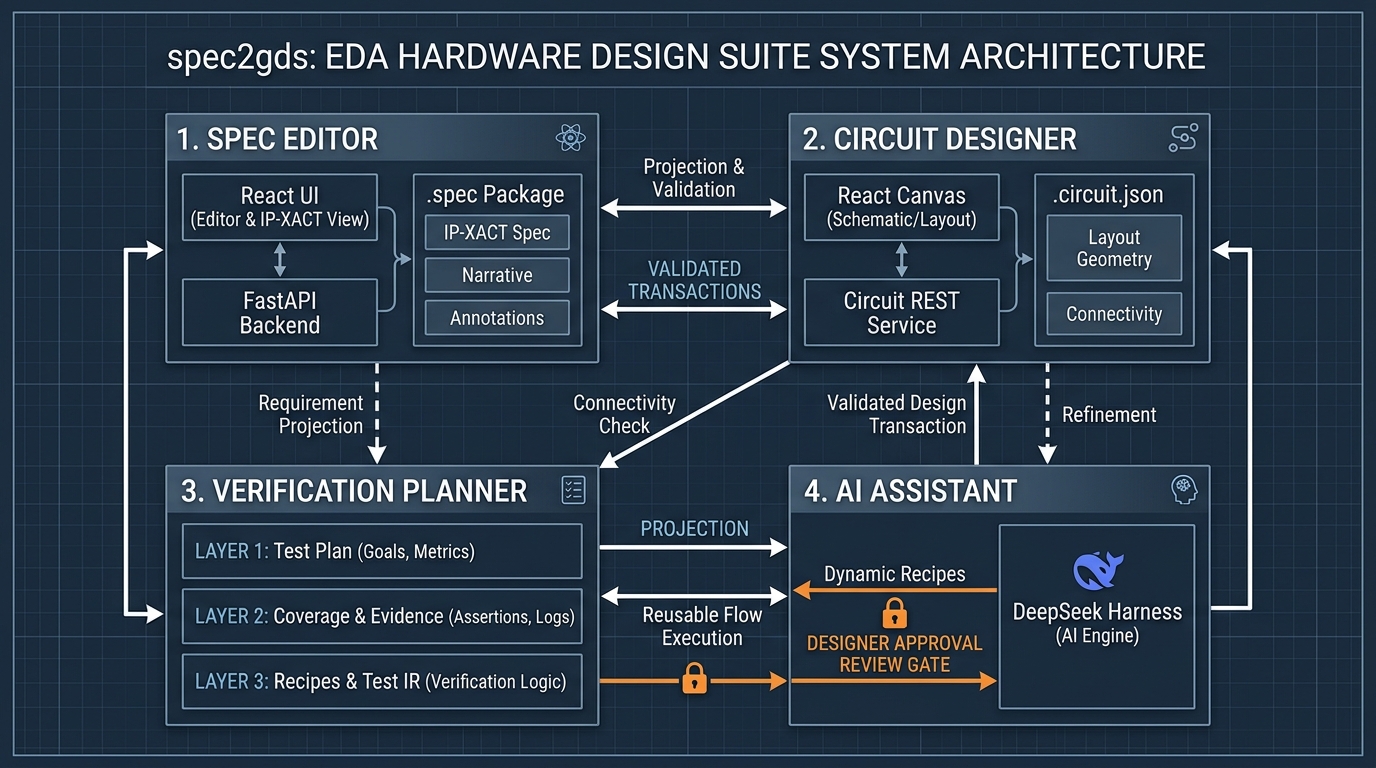 spec2gds: EDA HARDWARE DESIGN SUITE SYSTEM ARCHITECTURE
1. SPEC EDITOR
React UI
(Editor & IP-XACT View)
FastAPI
Backend
.spec Package
IP-XACT Spec
Narrative
Annotations
Projection &
Validation
VALIDATED
TRANSACTIONS
2. CIRCUIT DESIGNER
React Canvas
(Schematic/Layout)
Circuit REST
Service
.circuit.json
Layout
Geometry
Connectivity
Requirement
Projection
Connectivity
Check
Validated Design
Transaction
Refinement
3. VERIFICATION PLANNER
LAYER 1: Test Plan (Goals, Metrics)
LAYER 2: Coverage & Evidence (Assertions, Logs)
LAYER 3: Recipes & Test IR (Verification Logic)
PROJECTION
Reusable Flow
Execution
4. AI ASSISTANT
Dynamic Recipes
DESIGNER APPROVAL
REVIEW GATE
DeepSeek Harness
(AI Engine)